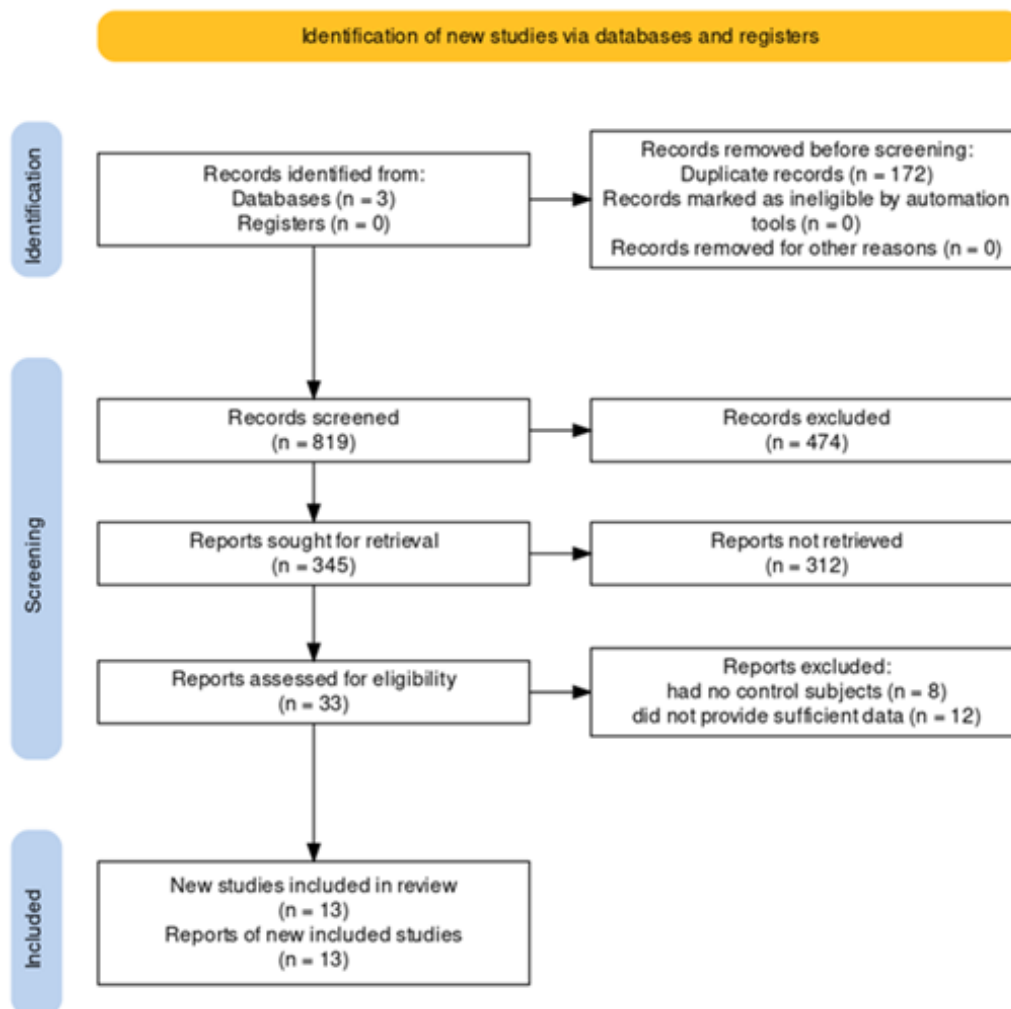 Identification of new studies via databases and registers
Identification
Records identified from:
Databases (n = 3)
Registers (n = 0)
Records removed before screening:
Duplicate records (n = 172)
Records marked as ineligible by automation
tools (n = 0)
Records removed for other reasons (n = 0)
Screening
Records screened
(n = 819)
Records excluded
(n = 474)
Reports sought for retrieval
(n = 345)
Reports not retrieved
(n = 312)
Reports assessed for eligibility
(n = 33)
Reports excluded:
had no control subjects (n = 8)
did not provide sufficient data (n = 12)
Included
New studies included in review
(n = 13)
Reports of new included studies
(n = 13)